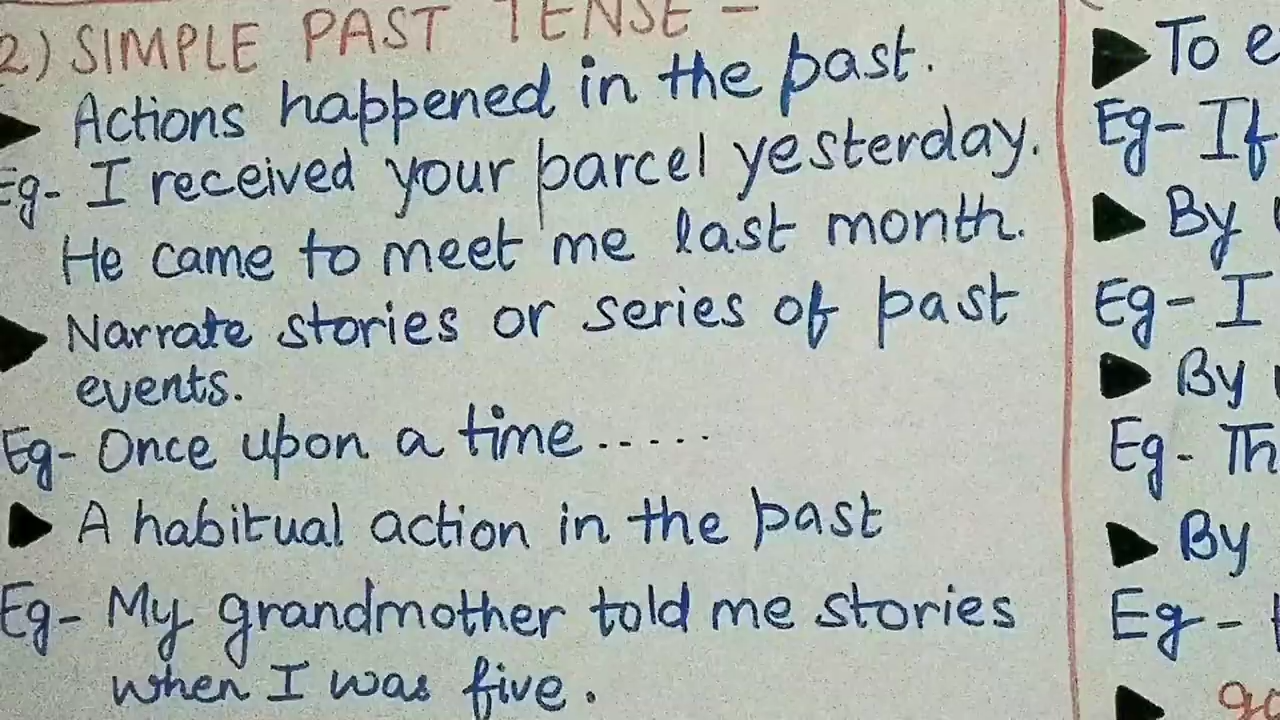 2) SIMPLE PAST TENSE -
Actions happened in the past.
Eg- I received your parcel yesterday.
He came to meet me last month.
Narrate stories or series of past
events.
Eg- Once upon a time.....
A habitual action in the past
Eg- My grandmother told me stories
when I was five.
To e
Eg- If
By
Eg- I
By
Eg- Th
By
Eg-